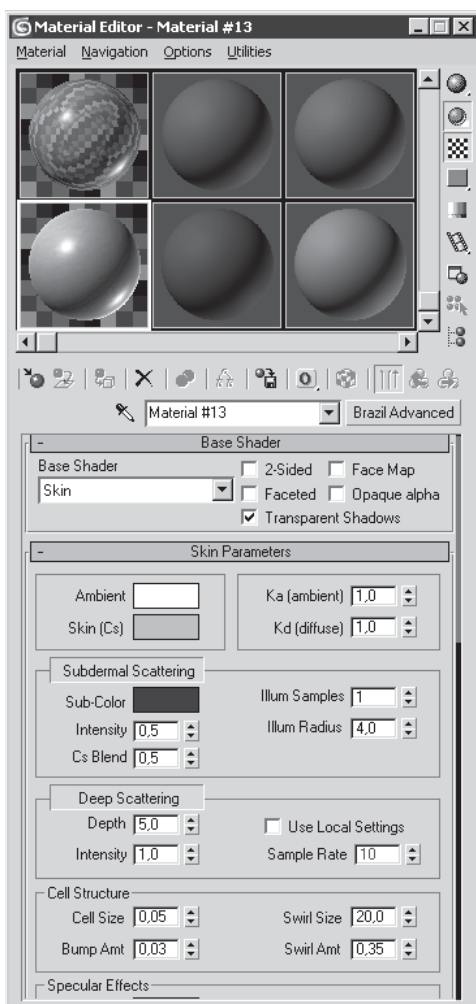 Material Editor - Material #13
Material Navigation Options Utilities
Material #13 Brazil Advanced
- Base Shader
Base Shader
2-Sided Face Map
Skin
Faceted Opaque alpha
Transparent Shadows
- Skin Parameters
Ambient Ka (ambient) 1,0
Skin (Cs) Kd (diffuse) 1,0
Subdermal Scattering
Sub-Color Illum Samples 1
Intensity 0,5 Illum Radius 4,0
Cs Blend 0,5
Deep Scattering
Depth 5,0 Use Local Settings
Intensity 1,0 Sample Rate 10
Cell Structure
Cell Size 0,05 Swirl Size 20,0
Bump Amt 0,03 Swirl Amt 0,35
Specular Effects